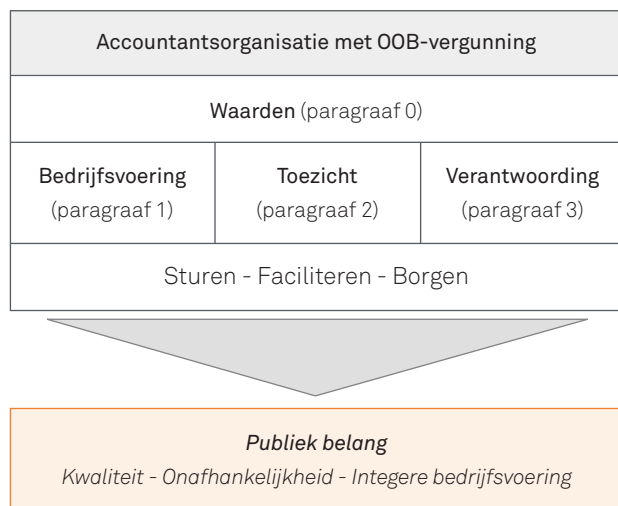 Accountantsorganisatie met OOB-vergunning
Waarden (paragraaf 0)
Bedrijfsvoering
(paragraaf 1)
Toezicht
(paragraaf 2)
Verantwoording
(paragraaf 3)
Sturen - Faciliteren - Borgen
Publiek belang
Kwaliteit - Onafhankelijkheid - Integere bedrijfsvoering